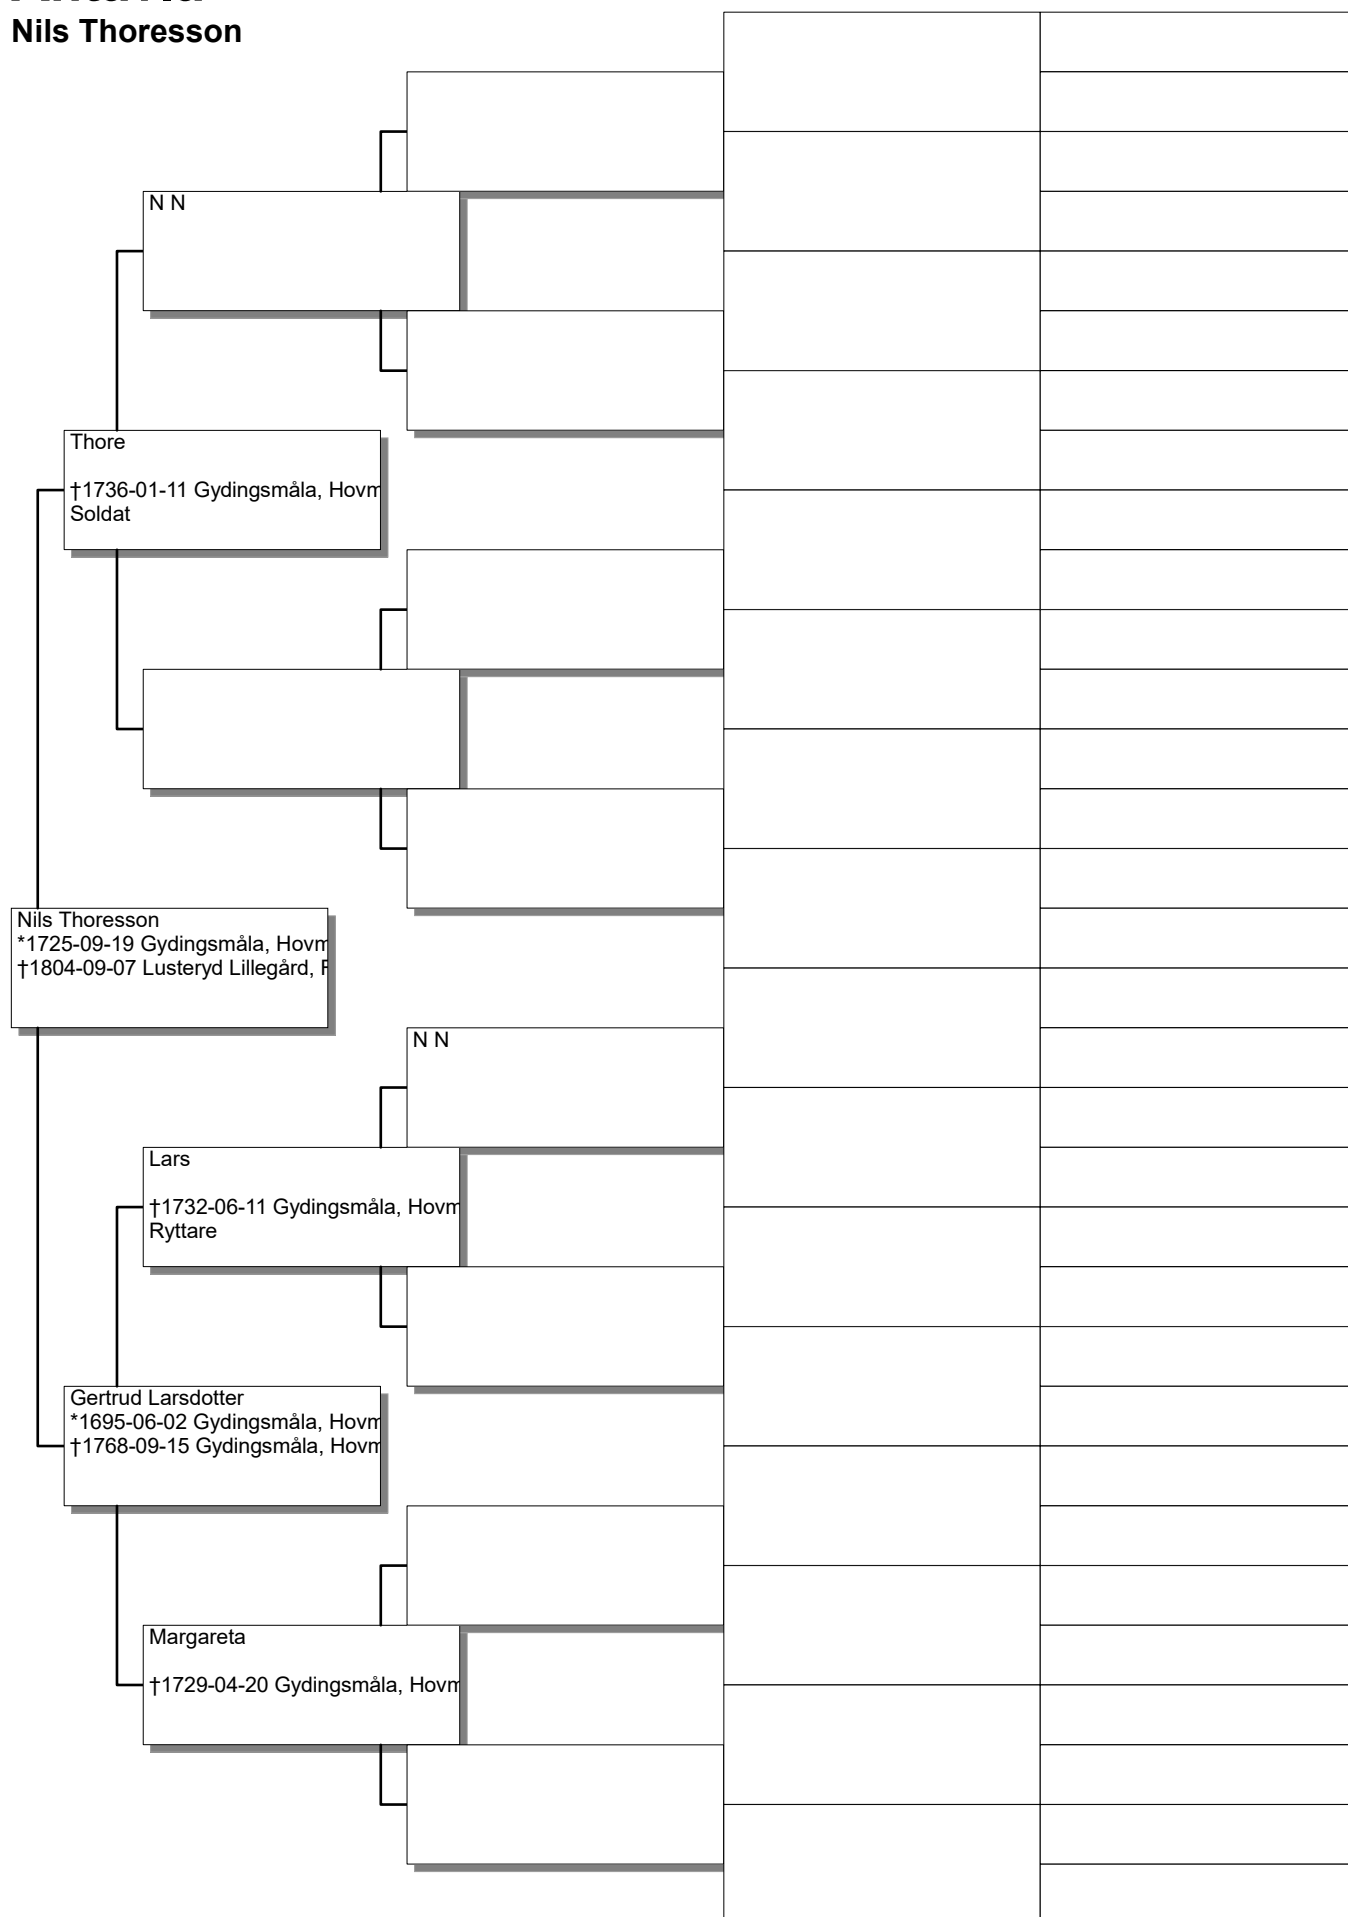 Nils Thoresson
N N
Thore
†1736-01-11 Gydingsmåla, Hovm
Soldat
Nils Thoresson
*1725-09-19 Gydingsmåla, Hovm
†1804-09-07 Lusteryd Lillegård,
N N
Lars
†1732-06-11 Gydingsmåla, Hovm
Ryttare
Gertrud Larsdotter
*1695-06-02 Gydingsmåla, Hovm
†1768-09-15 Gydingsmåla, Hovm
Margareta
†1729-04-20 Gydingsmåla, Hovm